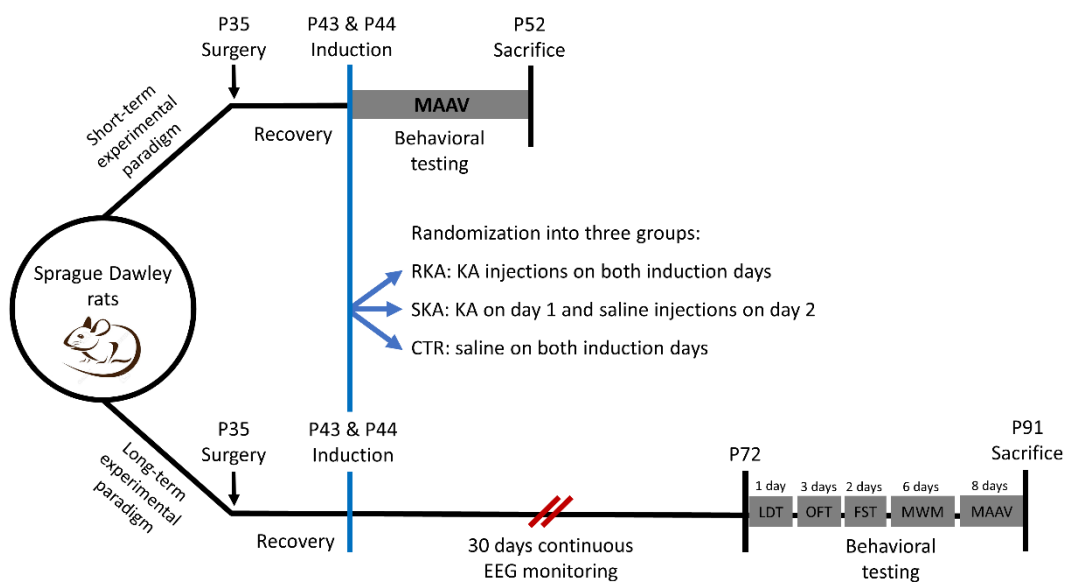 P35
Surgery
P43 & P44
Induction
P52
Sacrifice
Short-term
experimental
paradigm
Recovery
MAAV
Behavioral
testing
Randomization into three groups:
RKA: KA injections on both induction days
SKA: KA on day 1 and saline injections on day 2
CTR: saline on both induction days
Sprague Dawley
rats
Long-term
experimental
paradigm
P35
Surgery
P43 & P44
Induction
Recovery
30 days continuous
EEG monitoring
P72
P91
Sacrifice
1 day
3 days
2 days
6 days
8 days
LDT
OFT
FST
MWM
MAAV
Behavioral
testing